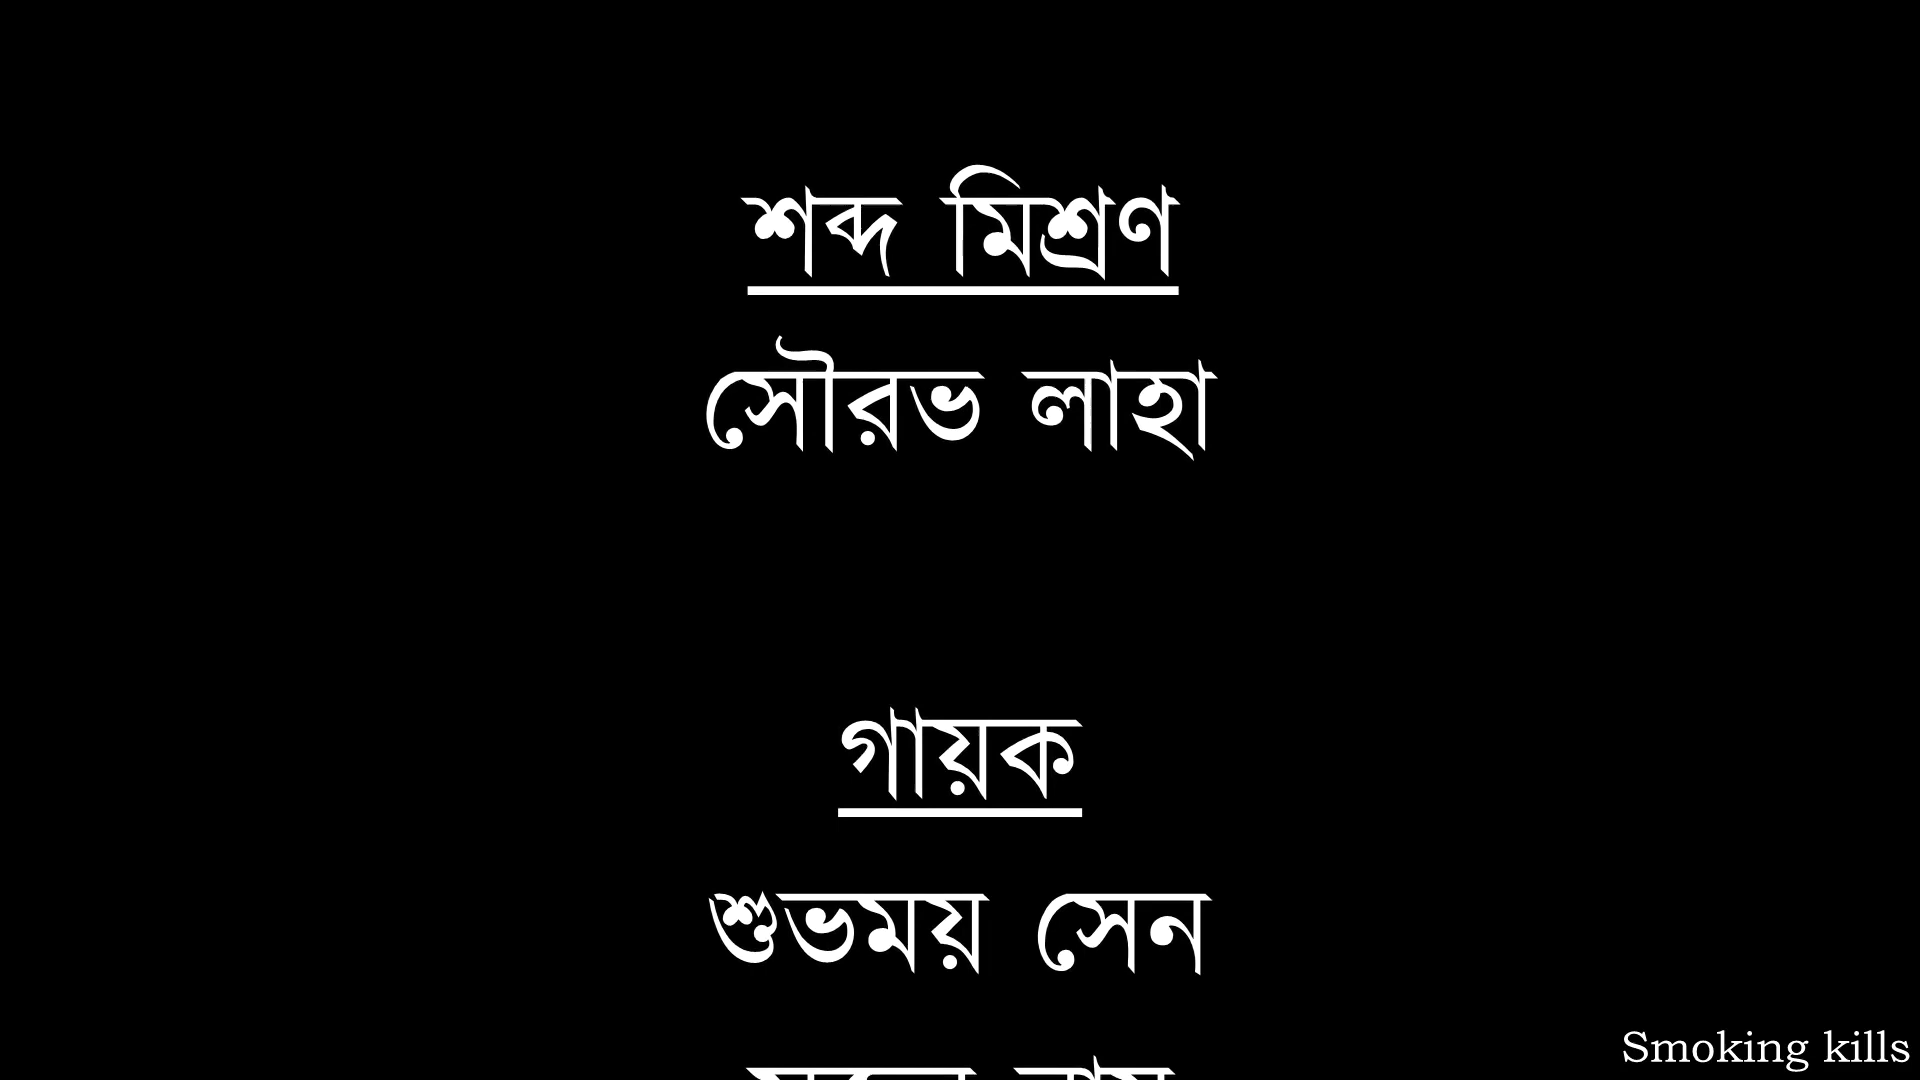 শব্দ মিশ্রণ
সৌরভ লাহা
গায়ক
শুভময় সেন
Smoking kills